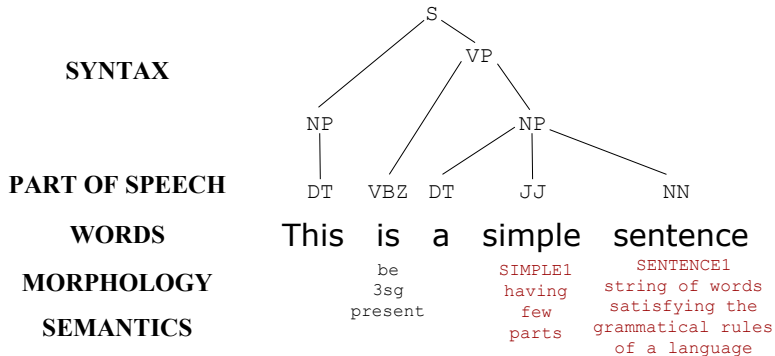 S
VP
SYNTAX
NP NP
PART OF SPEECH DT VBZ DT JJ NN
WORDS This is a simple sentence
MORPHOLOGY be SIMPLE1 SENTENCE1
3sg having string of words
present few satisfying the
SEMANTICS parts grammatical rules
of a language